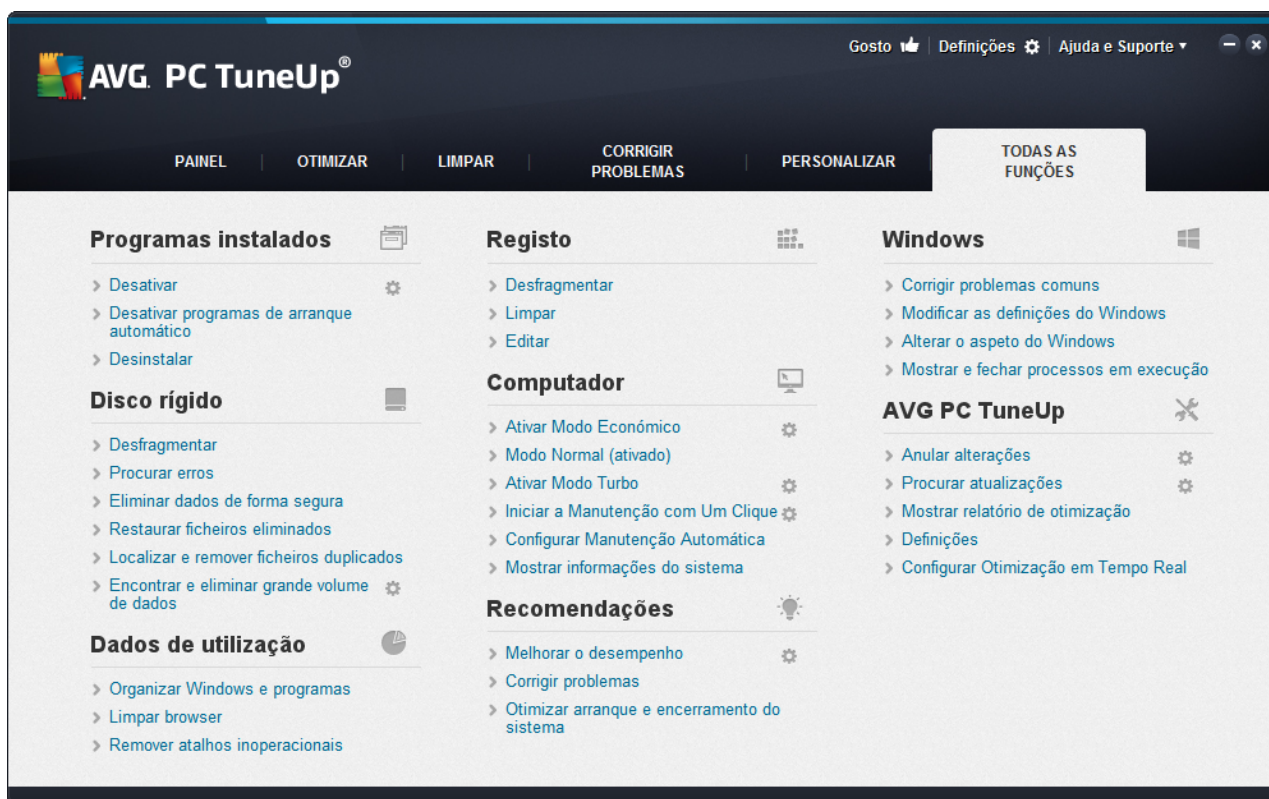 Gosto
Definições
Ajuda e Suporte
AVG. PC TuneUp®
PAINEL
OTIMIZAR
LIMPAR
CORRIGIR
PROBLEMAS
PERSONALIZAR
TODAS AS
FUNÇÕES
Programas instalados
Desativar
Desativar programas de arranque
automático
Desinstalar
Disco rígido
Desfragmentar
Procurar erros
Eliminar dados de forma segura
Restaurar ficheiros eliminados
Localizar e remover ficheiros duplicados
Encontrar e eliminar grande volume
de dados
Dados de utilização
Organizar Windows e programas
Limpar browser
Remover atalhos inoperacionais
Registo
Desfragmentar
Limpar
Editar
Computador
Ativar Modo Económico
Modo Normal (ativado)
Ativar Modo Turbo
Iniciar a Manutenção com Um Clique
Configurar Manutenção Automática
Mostrar informações do sistema
Recomendações
Melhorar o desempenho
Corrigir problemas
Otimizar arranque e encerramento do
sistema
Windows
Corrigir problemas comuns
Modificar as definições do Windows
Alterar o aspeto do Windows
Mostrar e fechar processos em execução
AVG PC TuneUp
Anular alterações
Procurar atualizações
Mostrar relatório de otimização
Definições
Configurar Otimização em Tempo Real